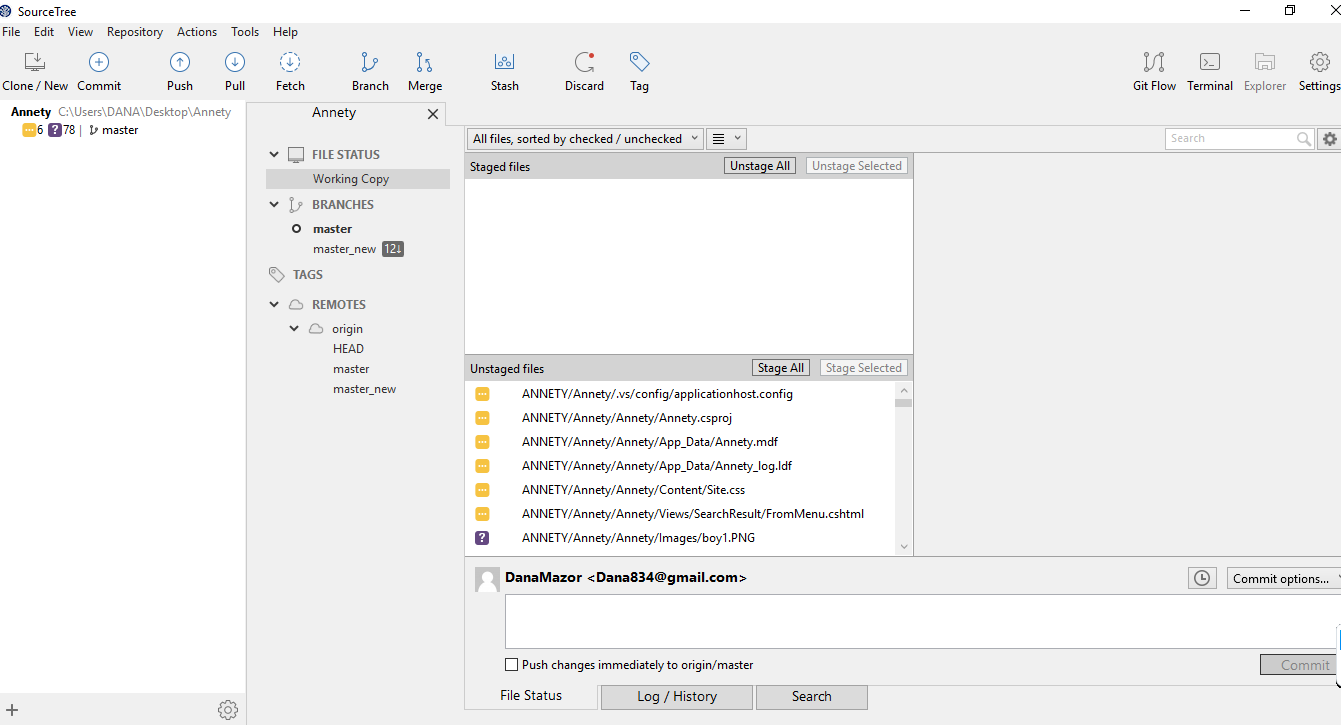 SourceTree
File Edit View Repository Actions Tools Help
Clone / New Commit Push Pull Fetch Branch Merge Stash Discard Tag Git Flow Terminal Explorer Settings
Annety C:\Users\DANA\Desktop\Annety
6 ? 78 master
Annety
FILE STATUS
Working Copy
BRANCHES
master
master_new 12↓
TAGS
REMOTES
origin
HEAD
master
master_new
All files, sorted by checked / unchecked
Search
Staged files Unstage All Unstage Selected
Unstaged files Stage All Stage Selected
ANNETY/Annety/.vs/config/applicationhost.config
ANNETY/Annety/Annety/Annety.csproj
ANNETY/Annety/Annety/App_Data/Annety.mdf
ANNETY/Annety/Annety/App_Data/Annety_log.ldf
ANNETY/Annety/Annety/Content/Site.css
ANNETY/Annety/Annety/Views/SearchResult/FromMenu.cshtml
? ANNETY/Annety/Annety/Images/boy1.PNG
DanaMazor <Dana834@gmail.com>
Commit options...
Push changes immediately to origin/master
Commit
File Status Log / History Search